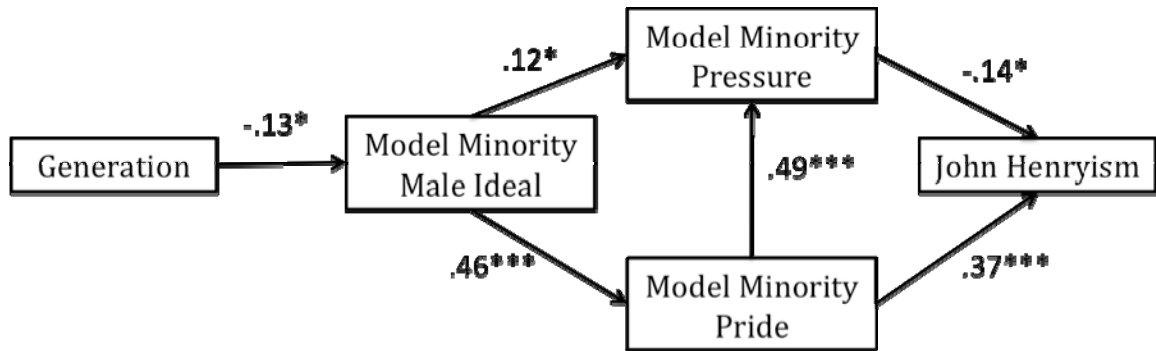 Model Minority
Pressure
.12*
-.14*
-.13*
Generation
Model Minority
Male Ideal
.49***
John Henryism
.46***
.37***
Model Minority
Pride